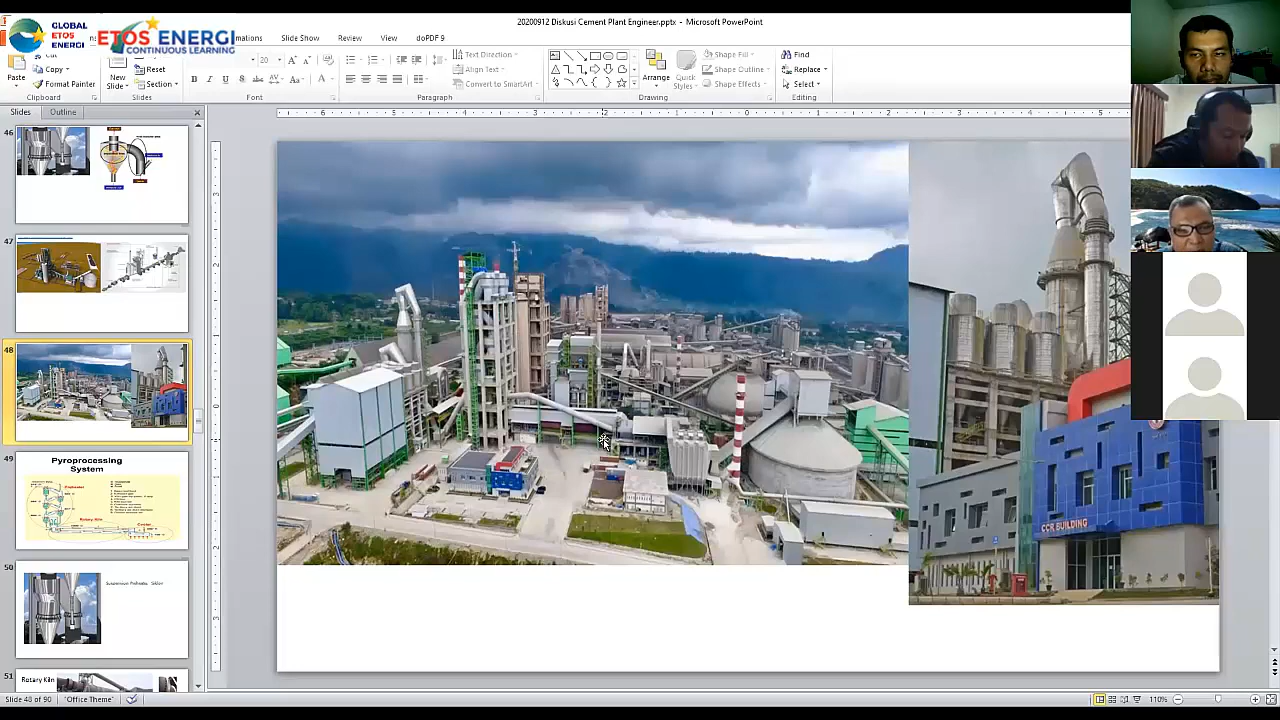 GLOBAL
ETOS
ENERGI
ETOS ENERGI
CONTINUOUS LEARNING
20200912 Diskusi Cement Plant Engineer.pptx - Microsoft PowerPoint
Slide Show
Review
View
doPDF 9
Paste
Cut
Copy
Format Painter
Clipboard
New
Slide
Reset
Section
Slides
20
Font
Text Direction
Align Text
Convert to SmartArt
Paragraph
Arrange
Quick
Styles
Shape Fill
Shape Outline
Shape Effects
Drawing
Find
Replace
Select
Editing
Slides
Outline
46
47
48
49
Pyroprocessing
System
50
51
Rotary Kiln
CCR BUILDING
Slide 48 of 90
"Office Theme"
110%